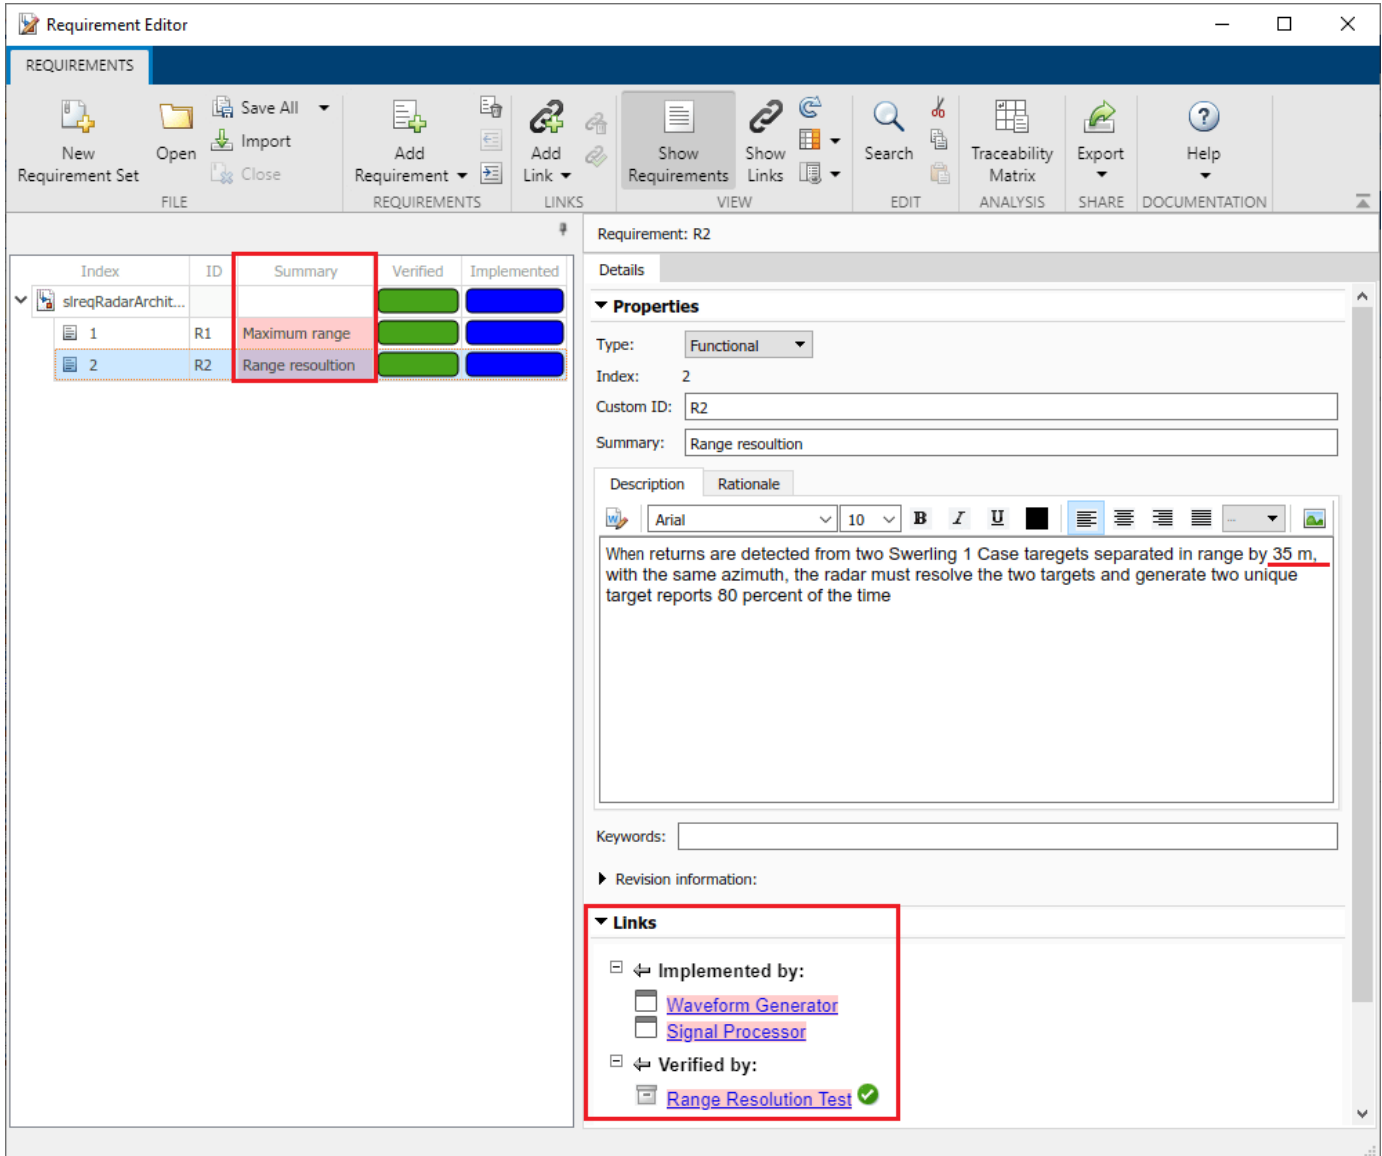 Requirement Editor
REQUIREMENTS
New Requirement Set
Open
Save All
Import
Close
FILE
Add Requirement
REQUIREMENTS
Add Link
LINKS
Show Requirements
Show Links
VIEW
Search
EDIT
Traceability Matrix
ANALYSIS
Export
SHARE
Help
DOCUMENTATION
Index ID Summary Verified Implemented
slreqRadarArchit...
1 R1 Maximum range
2 R2 Range resoultion
Requirement: R2
Details
Properties
Type: Functional
Index: 2
Custom ID: R2
Summary: Range resoultion
Description Rationale
Arial 10 B I U ...
When returns are detected from two Swerling 1 Case taregets separated in range by 35 m,
with the same azimuth, the radar must resolve the two targets and generate two unique
target reports 80 percent of the time
Keywords:
Revision information:
Links
Implemented by:
Waveform Generator
Signal Processor
Verified by:
Range Resolution Test